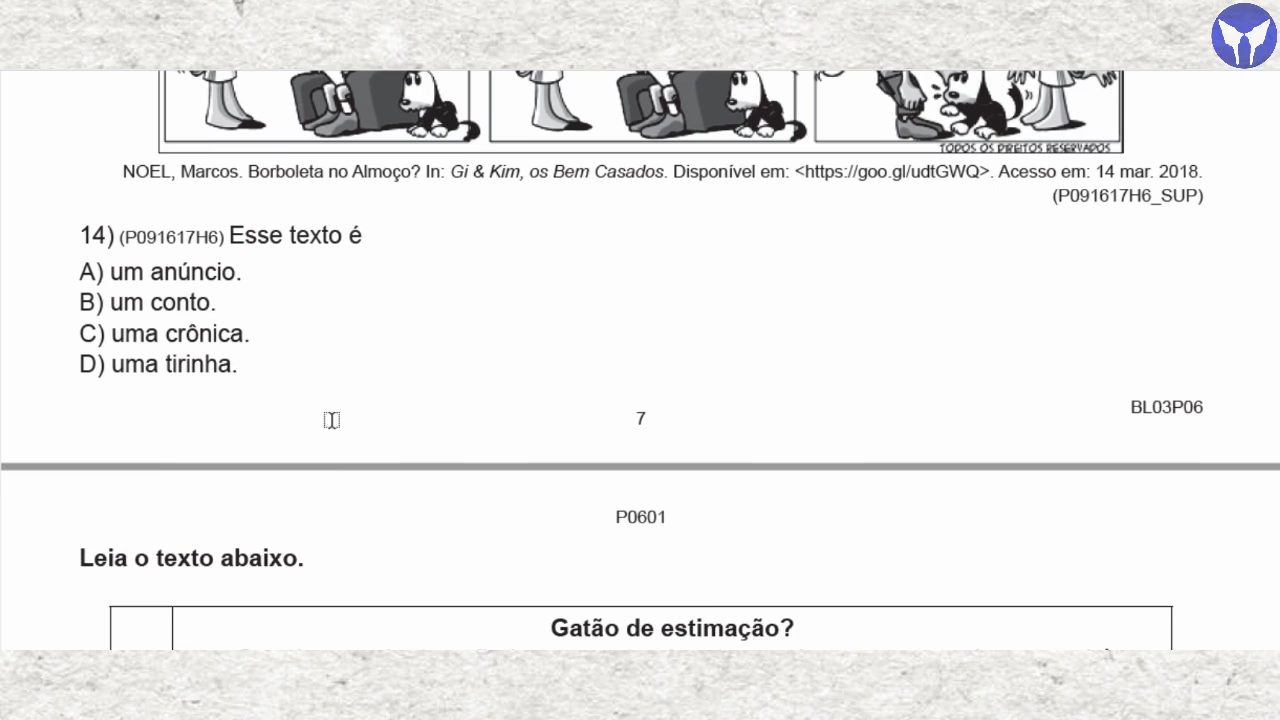 TODOS OS DIREITOS RESERVADOS
NOEL, Marcos. Borboleta no Almoço? In: Gi & Kim, os Bem Casados. Disponível em: <https://goo.gl/udtGWQ>. Acesso em: 14 mar. 2018.
(P091617H6_SUP)
14) (P091617H6) Esse texto é
A) um anúncio.
B) um conto.
C) uma crônica.
D) uma tirinha.
BL03P06
7
P0601
Leia o texto abaixo.
Gatão de estimação?